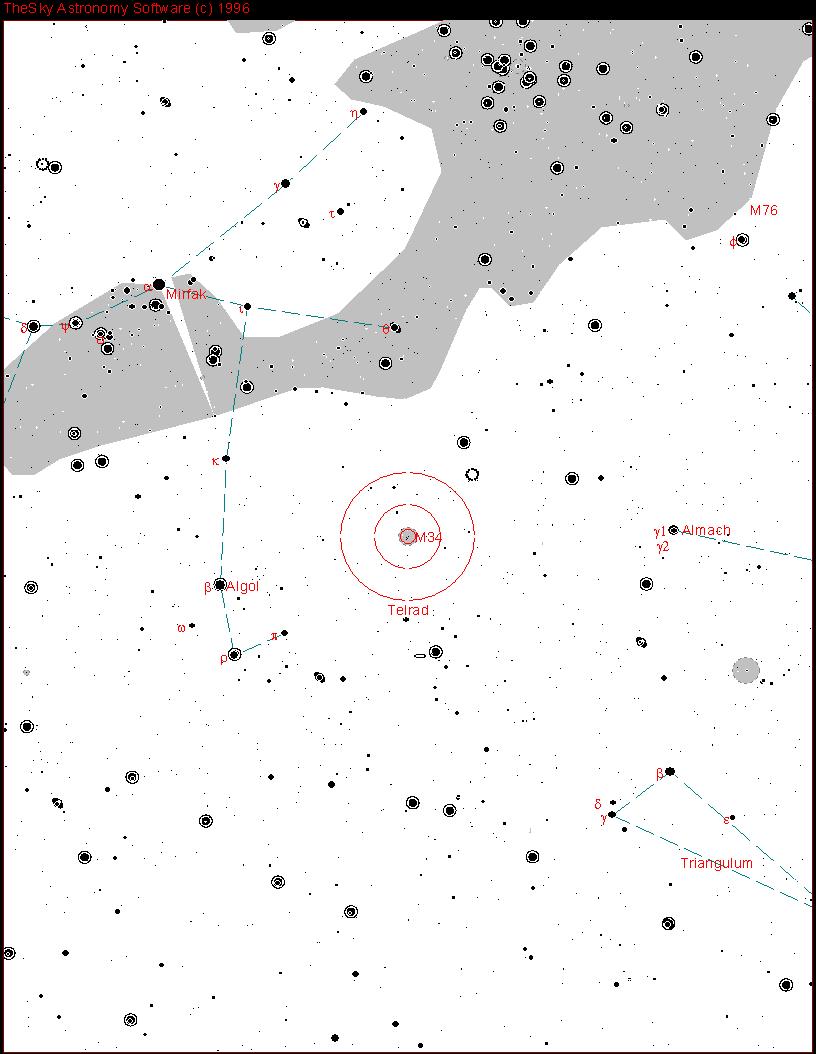 TheSky Astronomy Software (c) 1996
η
γ
τ
M76
φ
α
Mirfak
ι
δ
ψ
θ
σ
κ
γ1 Almach
γ2
M34
β Algol
Telrad
ω
π
ρ
β
δ
γ
ε
Triangulum